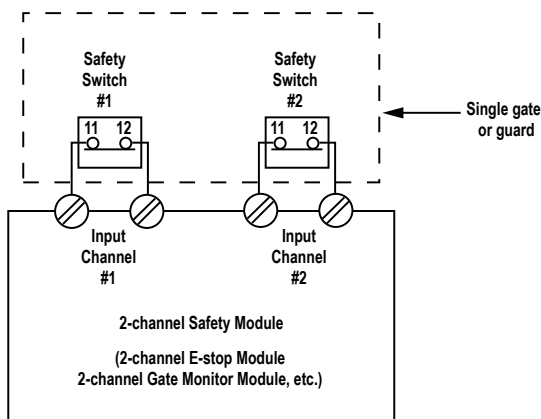 Safety
Switch
#1
Safety
Switch
#2
11 12
11 12
Single gate
or guard
Input
Channel
#1
Input
Channel
#2
2-channel Safety Module
(2-channel E-stop Module
2-channel Gate Monitor Module, etc.)